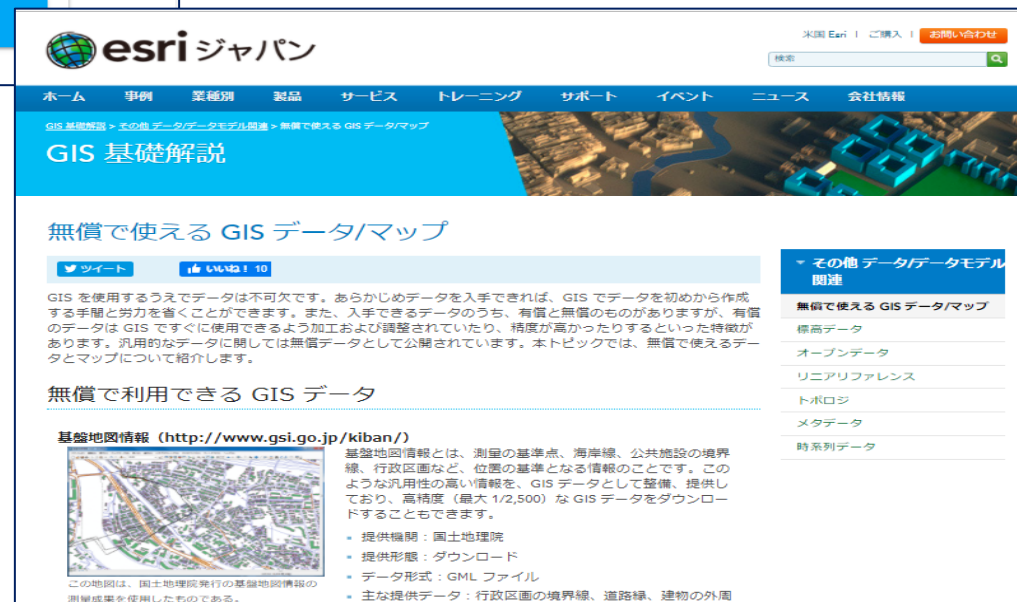 esri ジャパン
米国 Esri | ご購入 | お問い合わせ
検索
ホーム 事例 業種別 製品 サービス トレーニング サポート イベント ニュース 会社情報
GIS 基礎解説 > その他 データ/データモデル関連 > 無償で使える GIS データ/マップ
GIS 基礎解説
無償で使える GIS データ/マップ
ツイート
いいね！ 10
GIS を使用するうえでデータは不可欠です。あらかじめデータを入手できれば、GIS でデータを初めから作成
する手間と労力を省くことができます。また、入手できるデータのうち、有償と無償のものがありますが、有償
のデータは GIS ですぐに使用できるよう加工および調整されていたり、精度が高かったりするといった特徴が
あります。汎用的なデータに関しては無償データとして公開されています。本トピックでは、無償で使えるデー
タとマップについて紹介します。
無償で利用できる GIS データ
基盤地図情報（http://www.gsi.go.jp/kiban/）
基盤地図情報とは、測量の基準点、海岸線、公共施設の境界
線、行政区画など、位置の基準となる情報のことです。この
ような汎用性の高い情報を、GIS データとして整備、提供し
ており、高精度（最大 1/2,500）な GIS データをダウンロー
ドすることもできます。
提供機関：国土地理院
提供形態：ダウンロード
データ形式：GML ファイル
主な提供データ：行政区画の境界線、道路縁、建物の外周
この地図は、国土地理院発行の基盤地図情報の
測量成果を使用したものである。
その他 データ/データモデル
関連
無償で使える GIS データ/マップ
標高データ
オープンデータ
リニアリファレンス
トポロジ
メタデータ
時系列データ